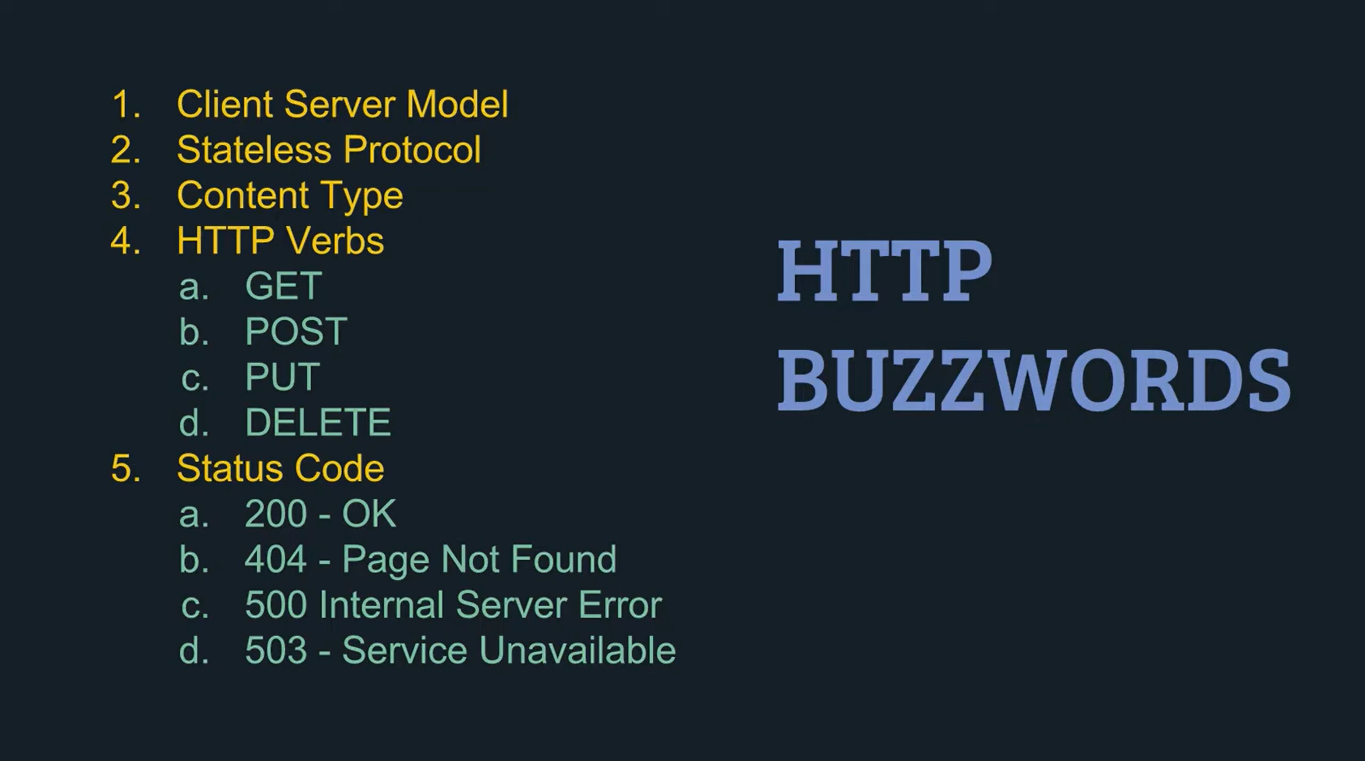 1. Client Server Model
2. Stateless Protocol
3. Content Type
4. HTTP Verbs
a. GET
b. POST
c. PUT
d. DELETE
5. Status Code
a. 200 - OK
b. 404 - Page Not Found
c. 500 Internal Server Error
d. 503 - Service Unavailable
HTTP
BUZZWORDS